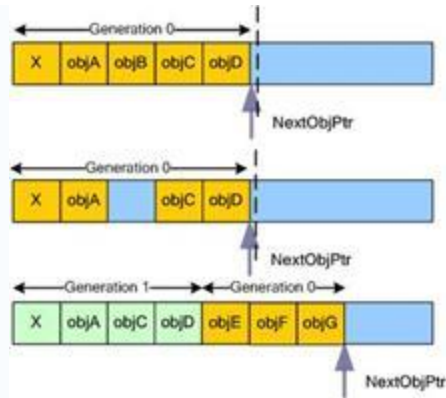 Generation 0
X objA objB objC objD
NextObjPtr
Generation 0
X objA objC objD
NextObjPtr
Generation 1 Generation 0
X objA objC objD objE objF objG
NextObjPtr